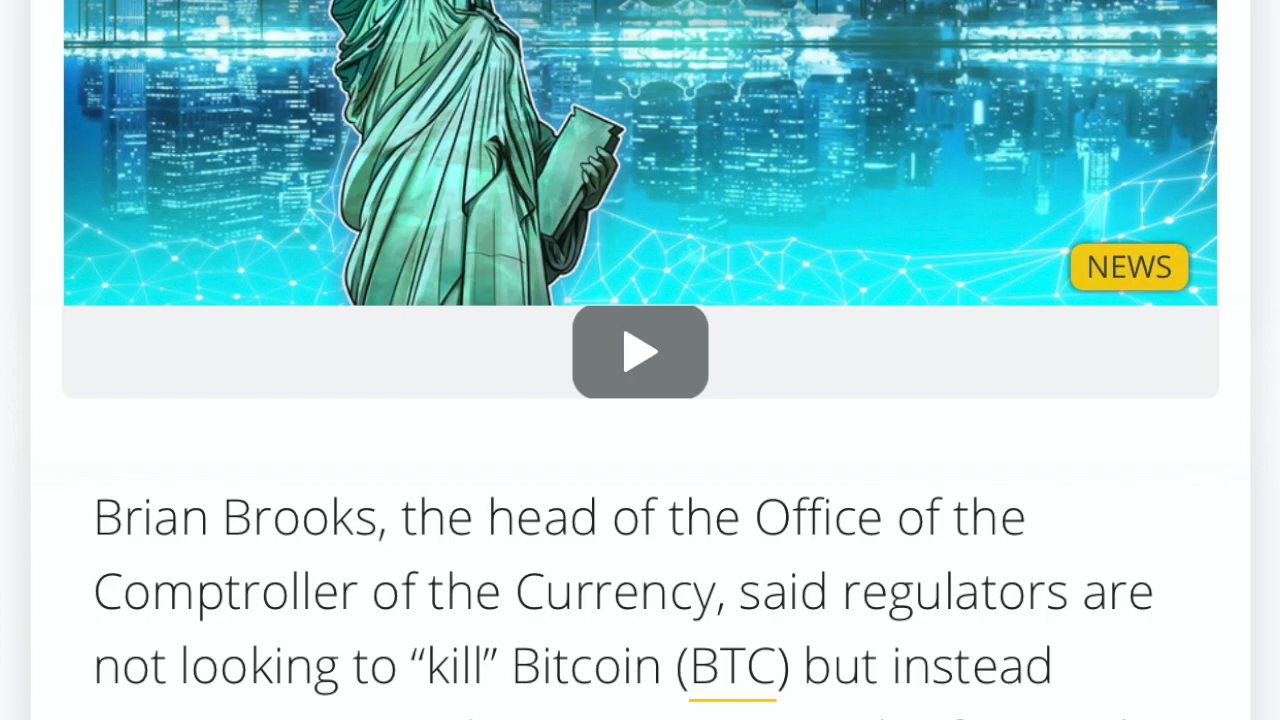 NEWS
Brian Brooks, the head of the Office of the
Comptroller of the Currency, said regulators are
not looking to “kill” Bitcoin (BTC) but instead